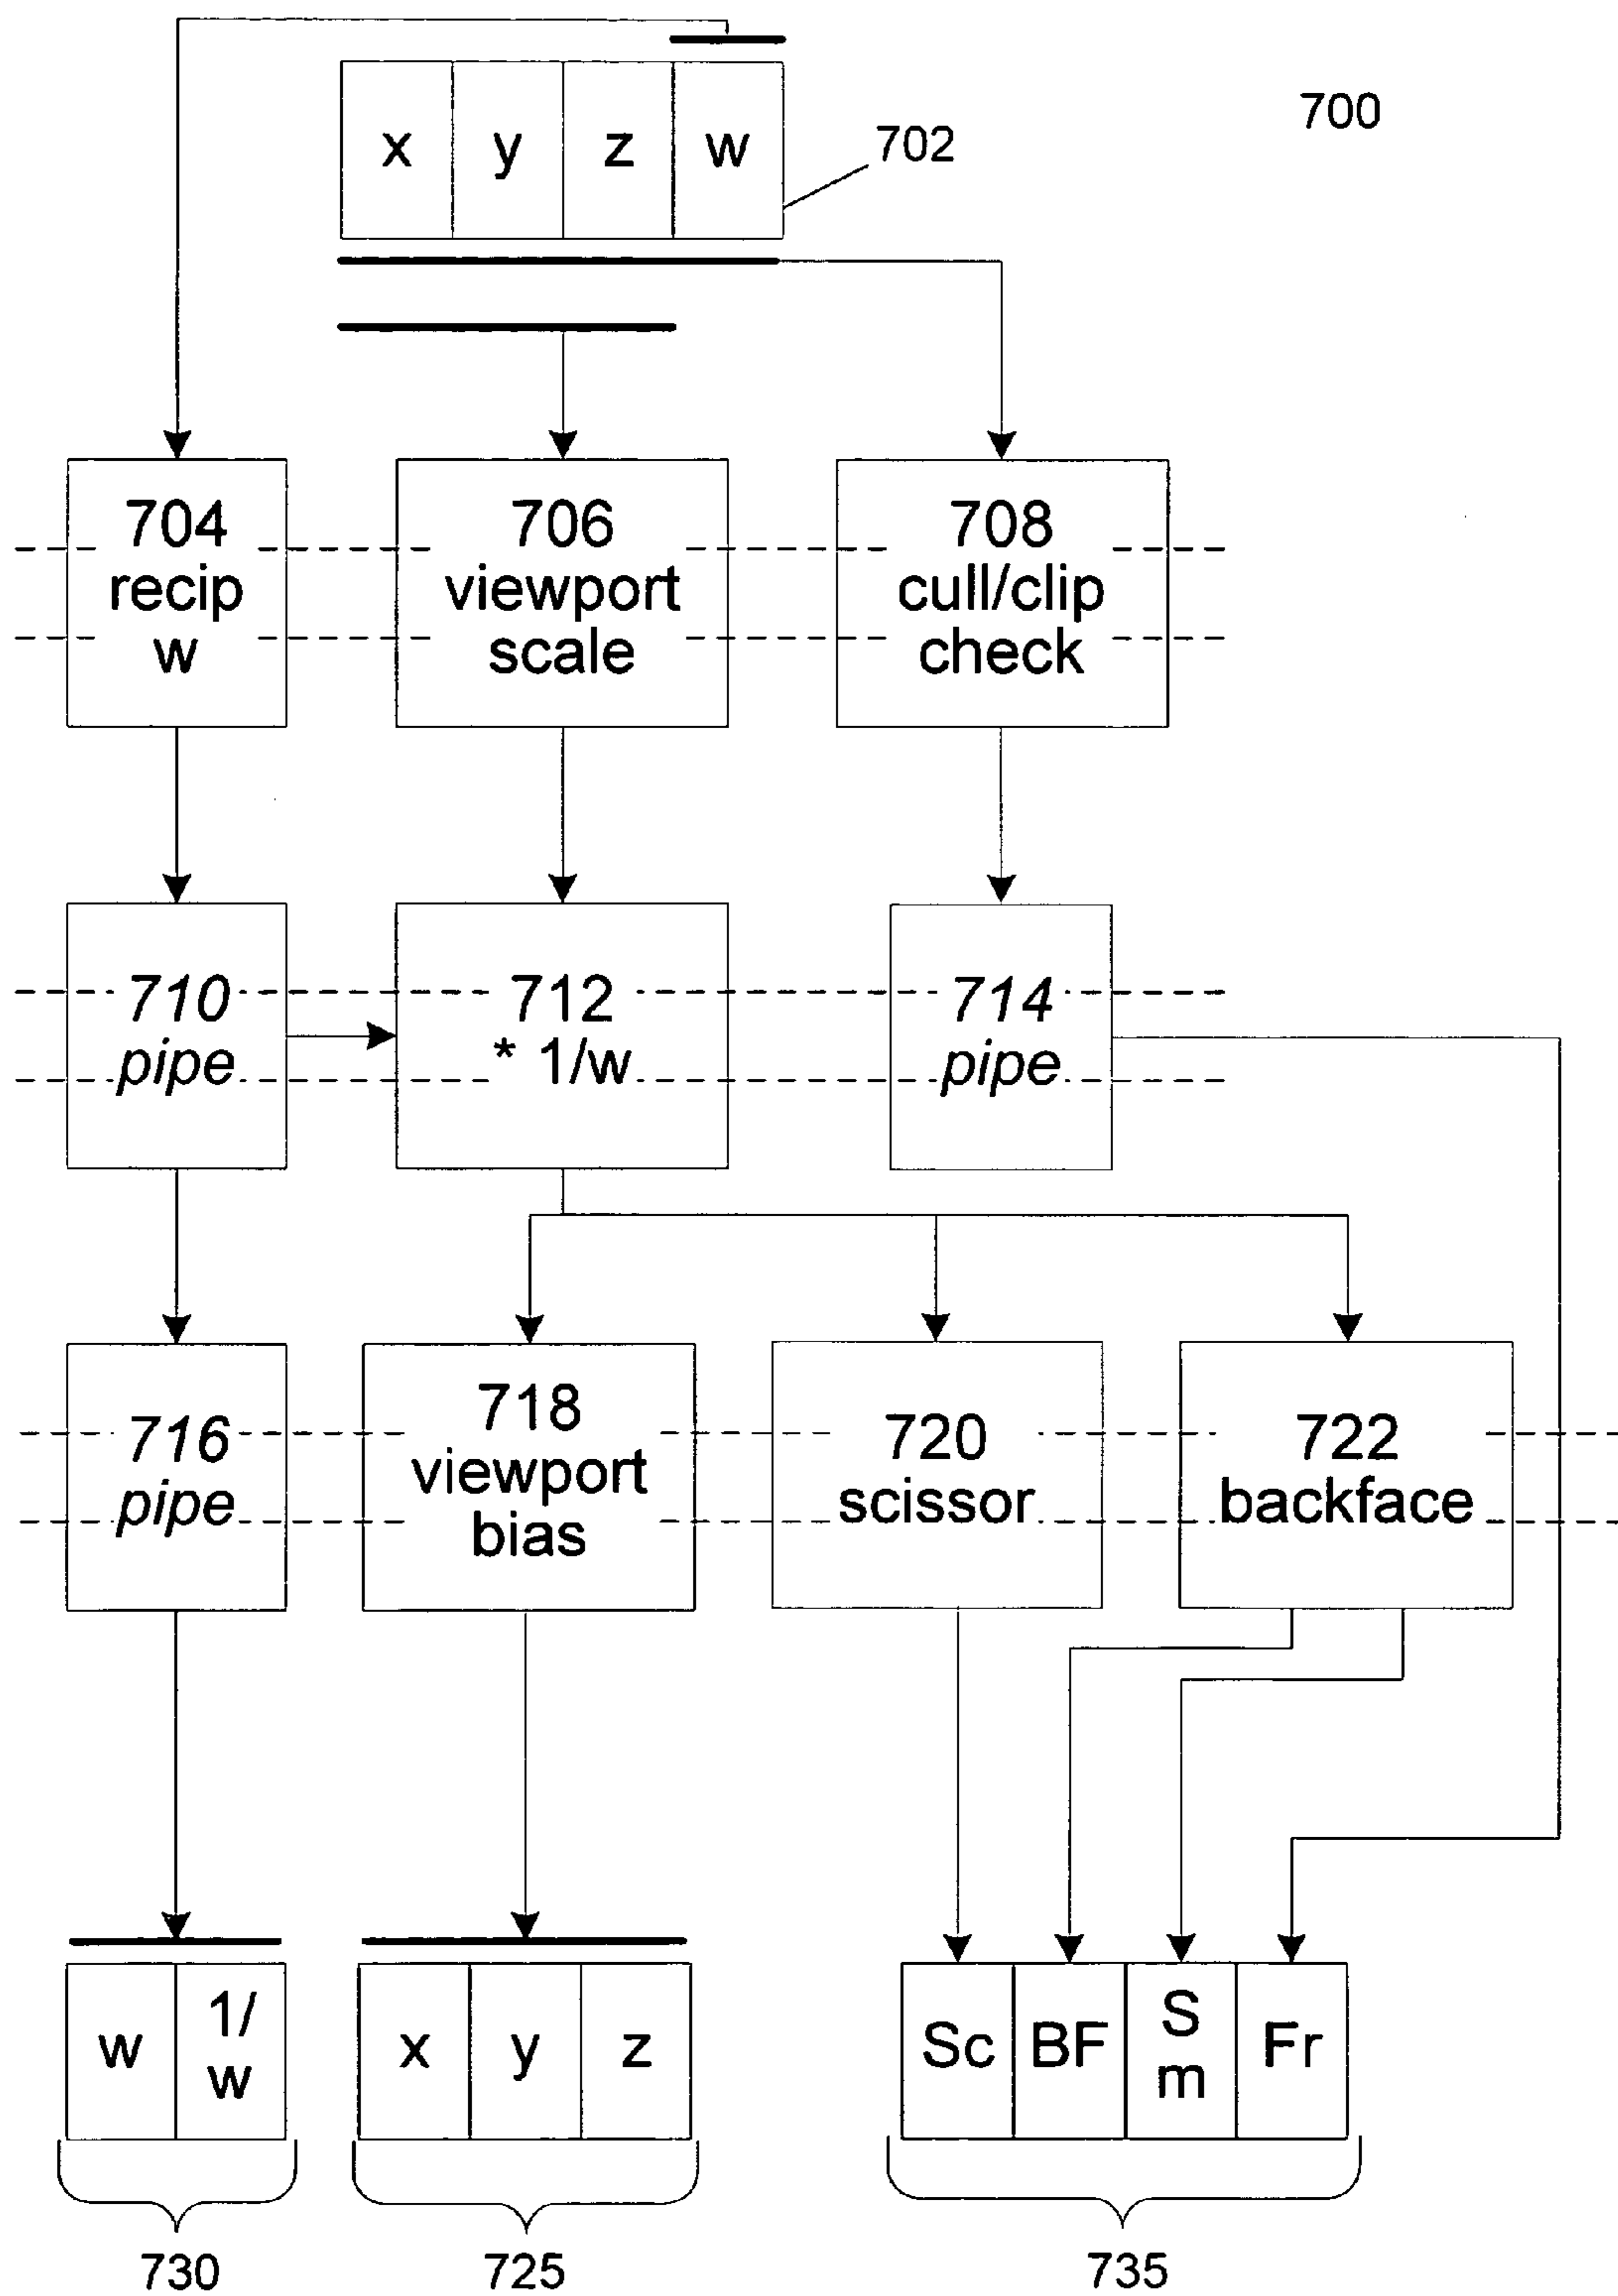 700
x y z w
702
704
recip
w
706
viewport
scale
708
cull/clip
check
710
pipe
712
* 1/w
714
pipe
716
pipe
718
viewport
bias
720
scissor
722
backface
w
1/
w
x y z
Sc
BF
S
m
Fr
730
725
735